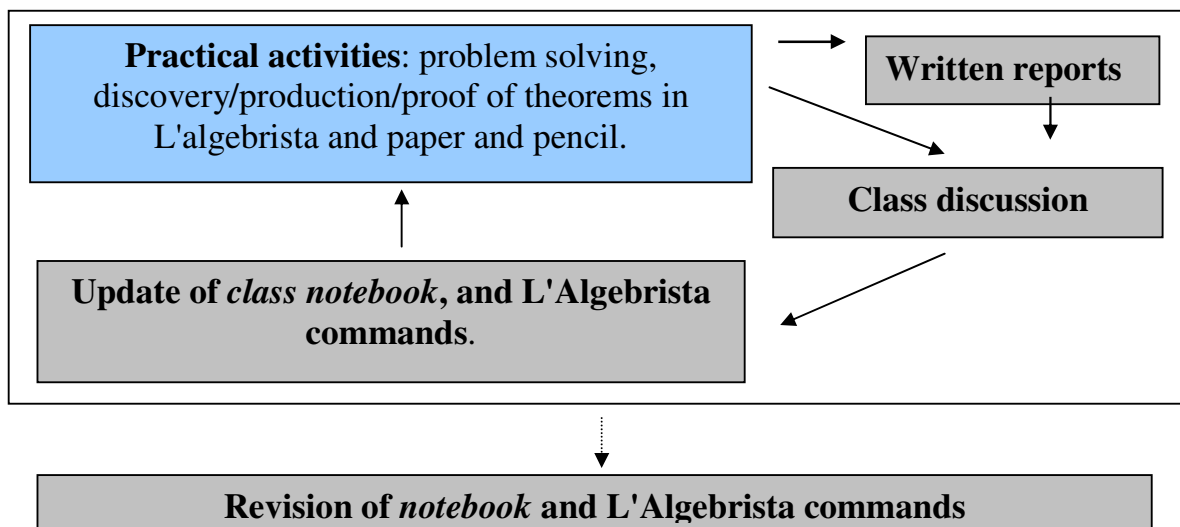 Practical activities: problem solving,
discovery/production/proof of theorems in
L'algebrista and paper and pencil.
Written reports
Class discussion
Update of class notebook, and L'Algebrista
commands.
Revision of notebook and L'Algebrista commands